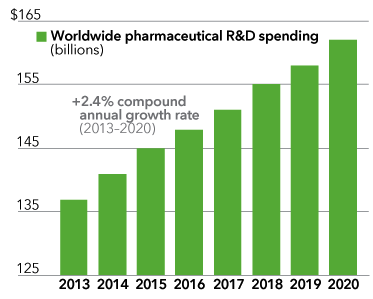 $165
Worldwide pharmaceutical R&D spending
(billions)
155
+2.4% compound
annual growth rate
(2013–2020)
145
135
125
2013 2014 2015 2016 2017 2018 2019 2020